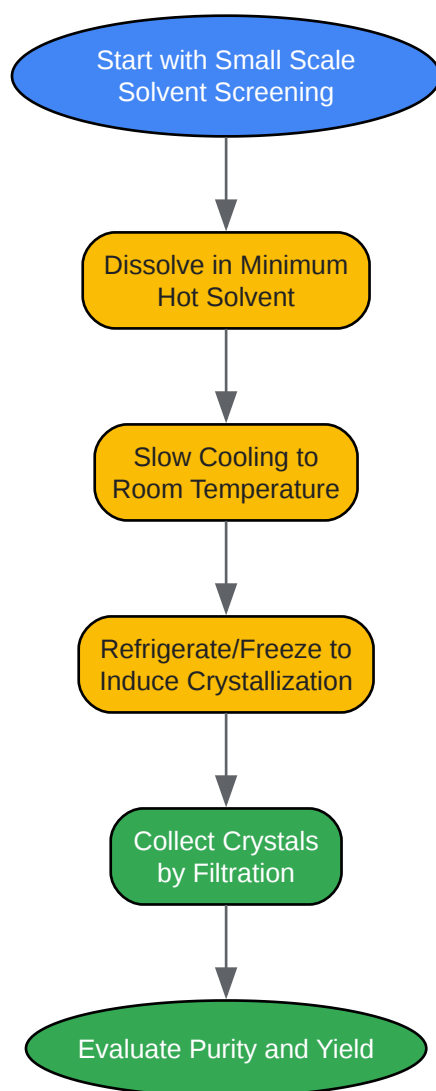 Start with Small Scale
Solvent Screening
Dissolve in Minimum
Hot Solvent
Slow Cooling to
Room Temperature
Refrigerate/Freeze to
Induce Crystallization
Collect Crystals
by Filtration
Evaluate Purity and Yield